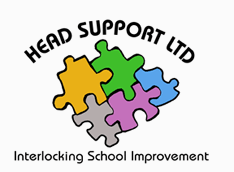 HEAD SUPPORT LTD
Interlocking School Improvement